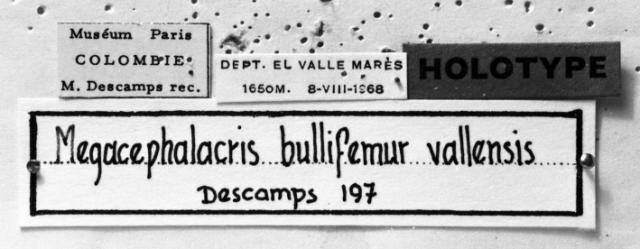 Muséum Paris
COLOMBIE
M. Descamps rec.
DEPT. EL VALLE MARÈS
1650M. 8-VIII-1968
HOLOTYPE
Megacephalacris bullifemur vallensis
Descamps 197